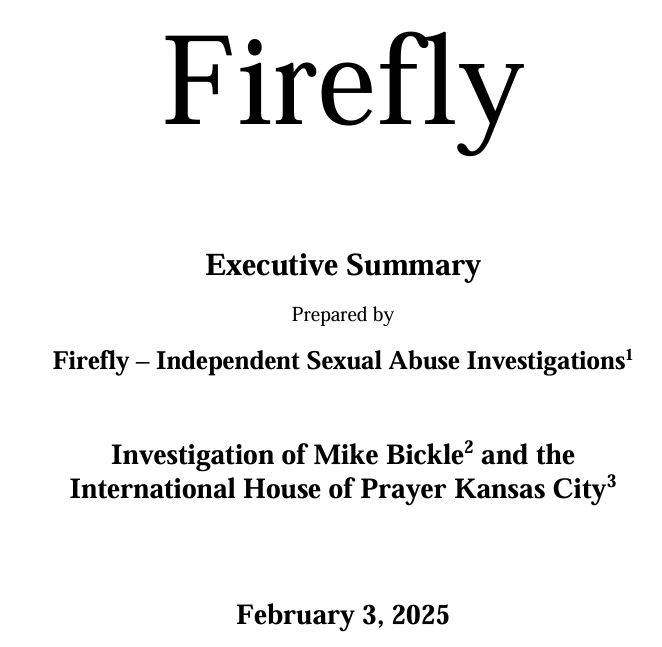 Firefly
Executive Summary
Prepared by
Firefly – Independent Sexual Abuse Investigations¹
Investigation of Mike Bickle² and the
International House of Prayer Kansas City³
February 3, 2025